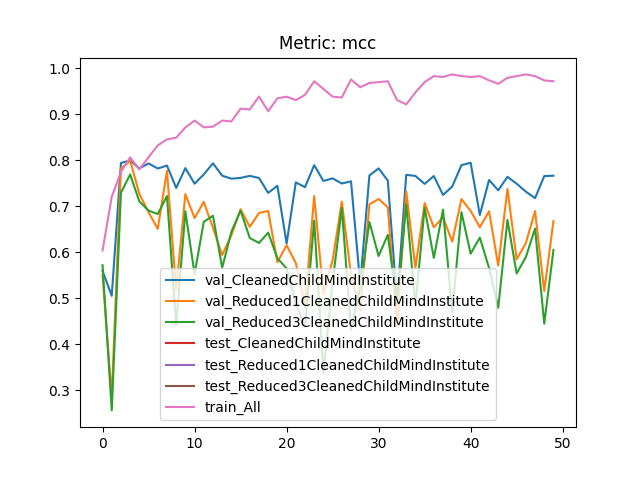 Metric: mcc
1.0
0.9
0.8
0.7
0.6
0.5
0.4
0.3
val_CleanedChildMindInstitute
val_Reduced1CleanedChildMindInstitute
val_Reduced3CleanedChildMindInstitute
test_CleanedChildMindInstitute
test_Reduced1CleanedChildMindInstitute
test_Reduced3CleanedChildMindInstitute
train_All
0 10 20 30 40 50